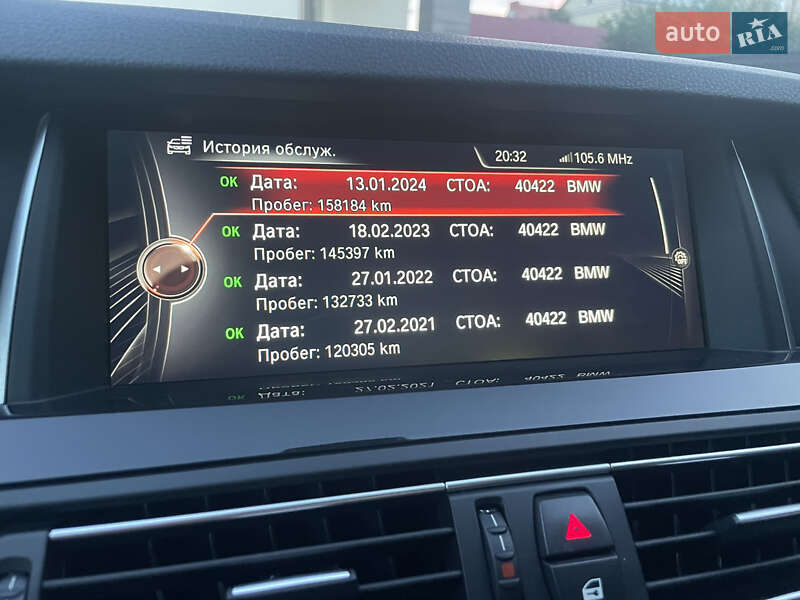 auto RIA .com
История обслуж.
20:32 105.6 MHz
OK Дата: 13.01.2024 СТОА: 40422 BMW
Пробег: 158184 km
OK Дата: 18.02.2023 СТОА: 40422 BMW
Пробег: 145397 km
OK Дата: 27.01.2022 СТОА: 40422 BMW
Пробег: 132733 km
OK Дата: 27.02.2021 СТОА: 40422 BMW
Пробег: 120305 km
OFF